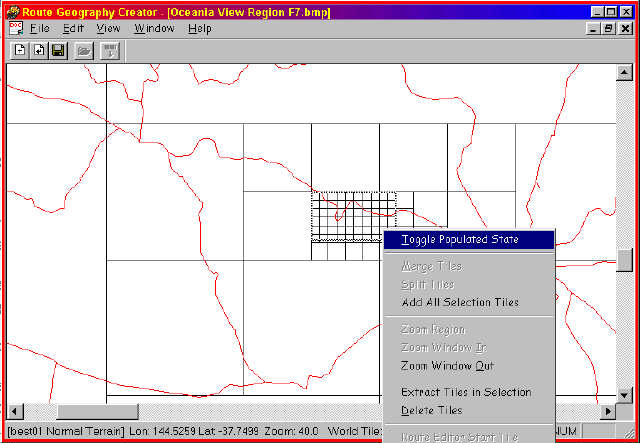 Route Geography Creator - [Oceania View Region F7.bmp]
File Edit View Window Help
Toggle Populated State
Merge Tiles
Split Tiles
Add All Selection Tiles
Zoom Region
Zoom Window In
Zoom Window Out
Extract Tiles in Selection
Delete Tiles
Route Editor Start Tile
[best01 Normal Terrain] Lon: 144.5259 Lat -37.7499 Zoom: 40.0 World Tile: NUM